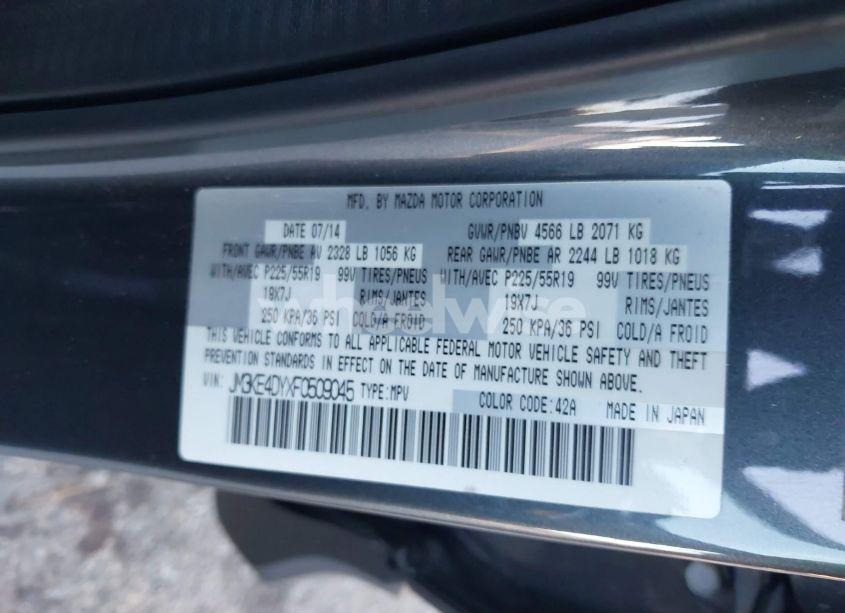 MFD. BY MAZDA MOTOR CORPORATION
DATE 07/14 GVWR/PNBV 4566 LB 2071 KG
FRONT GAWR/PNBE AV 2328 LB 1056 KG REAR GAWR/PNBE AR 2244 LB 1018 KG
WITH/AVEC P225/55R19 99V TIRES/PNEUS WITH/AVEC P225/55R19 99V TIRES/PNEUS
19X7J RIMS/JANTES 19X7J RIMS/JANTES
250 KPA/36 PSI COLD/A FROID 250 KPA/36 PSI COLD/A FROID
wheelwise
THIS VEHICLE CONFORMS TO ALL APPLICABLE FEDERAL MOTOR VEHICLE SAFETY AND THEFT
PREVENTION STANDARDS IN EFFECT ON THE DATE OF MANUFACTURE SHOWN ABOVE.
VIN: JM3KE4DYXF0509045 TYPE:MPV COLOR CODE:42A MADE IN JAPAN